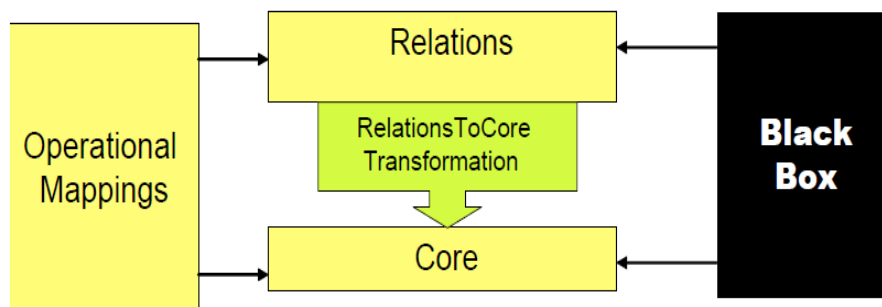 Operational
Mappings
Relations
RelationsToCore
Transformation
Core
Black
Box